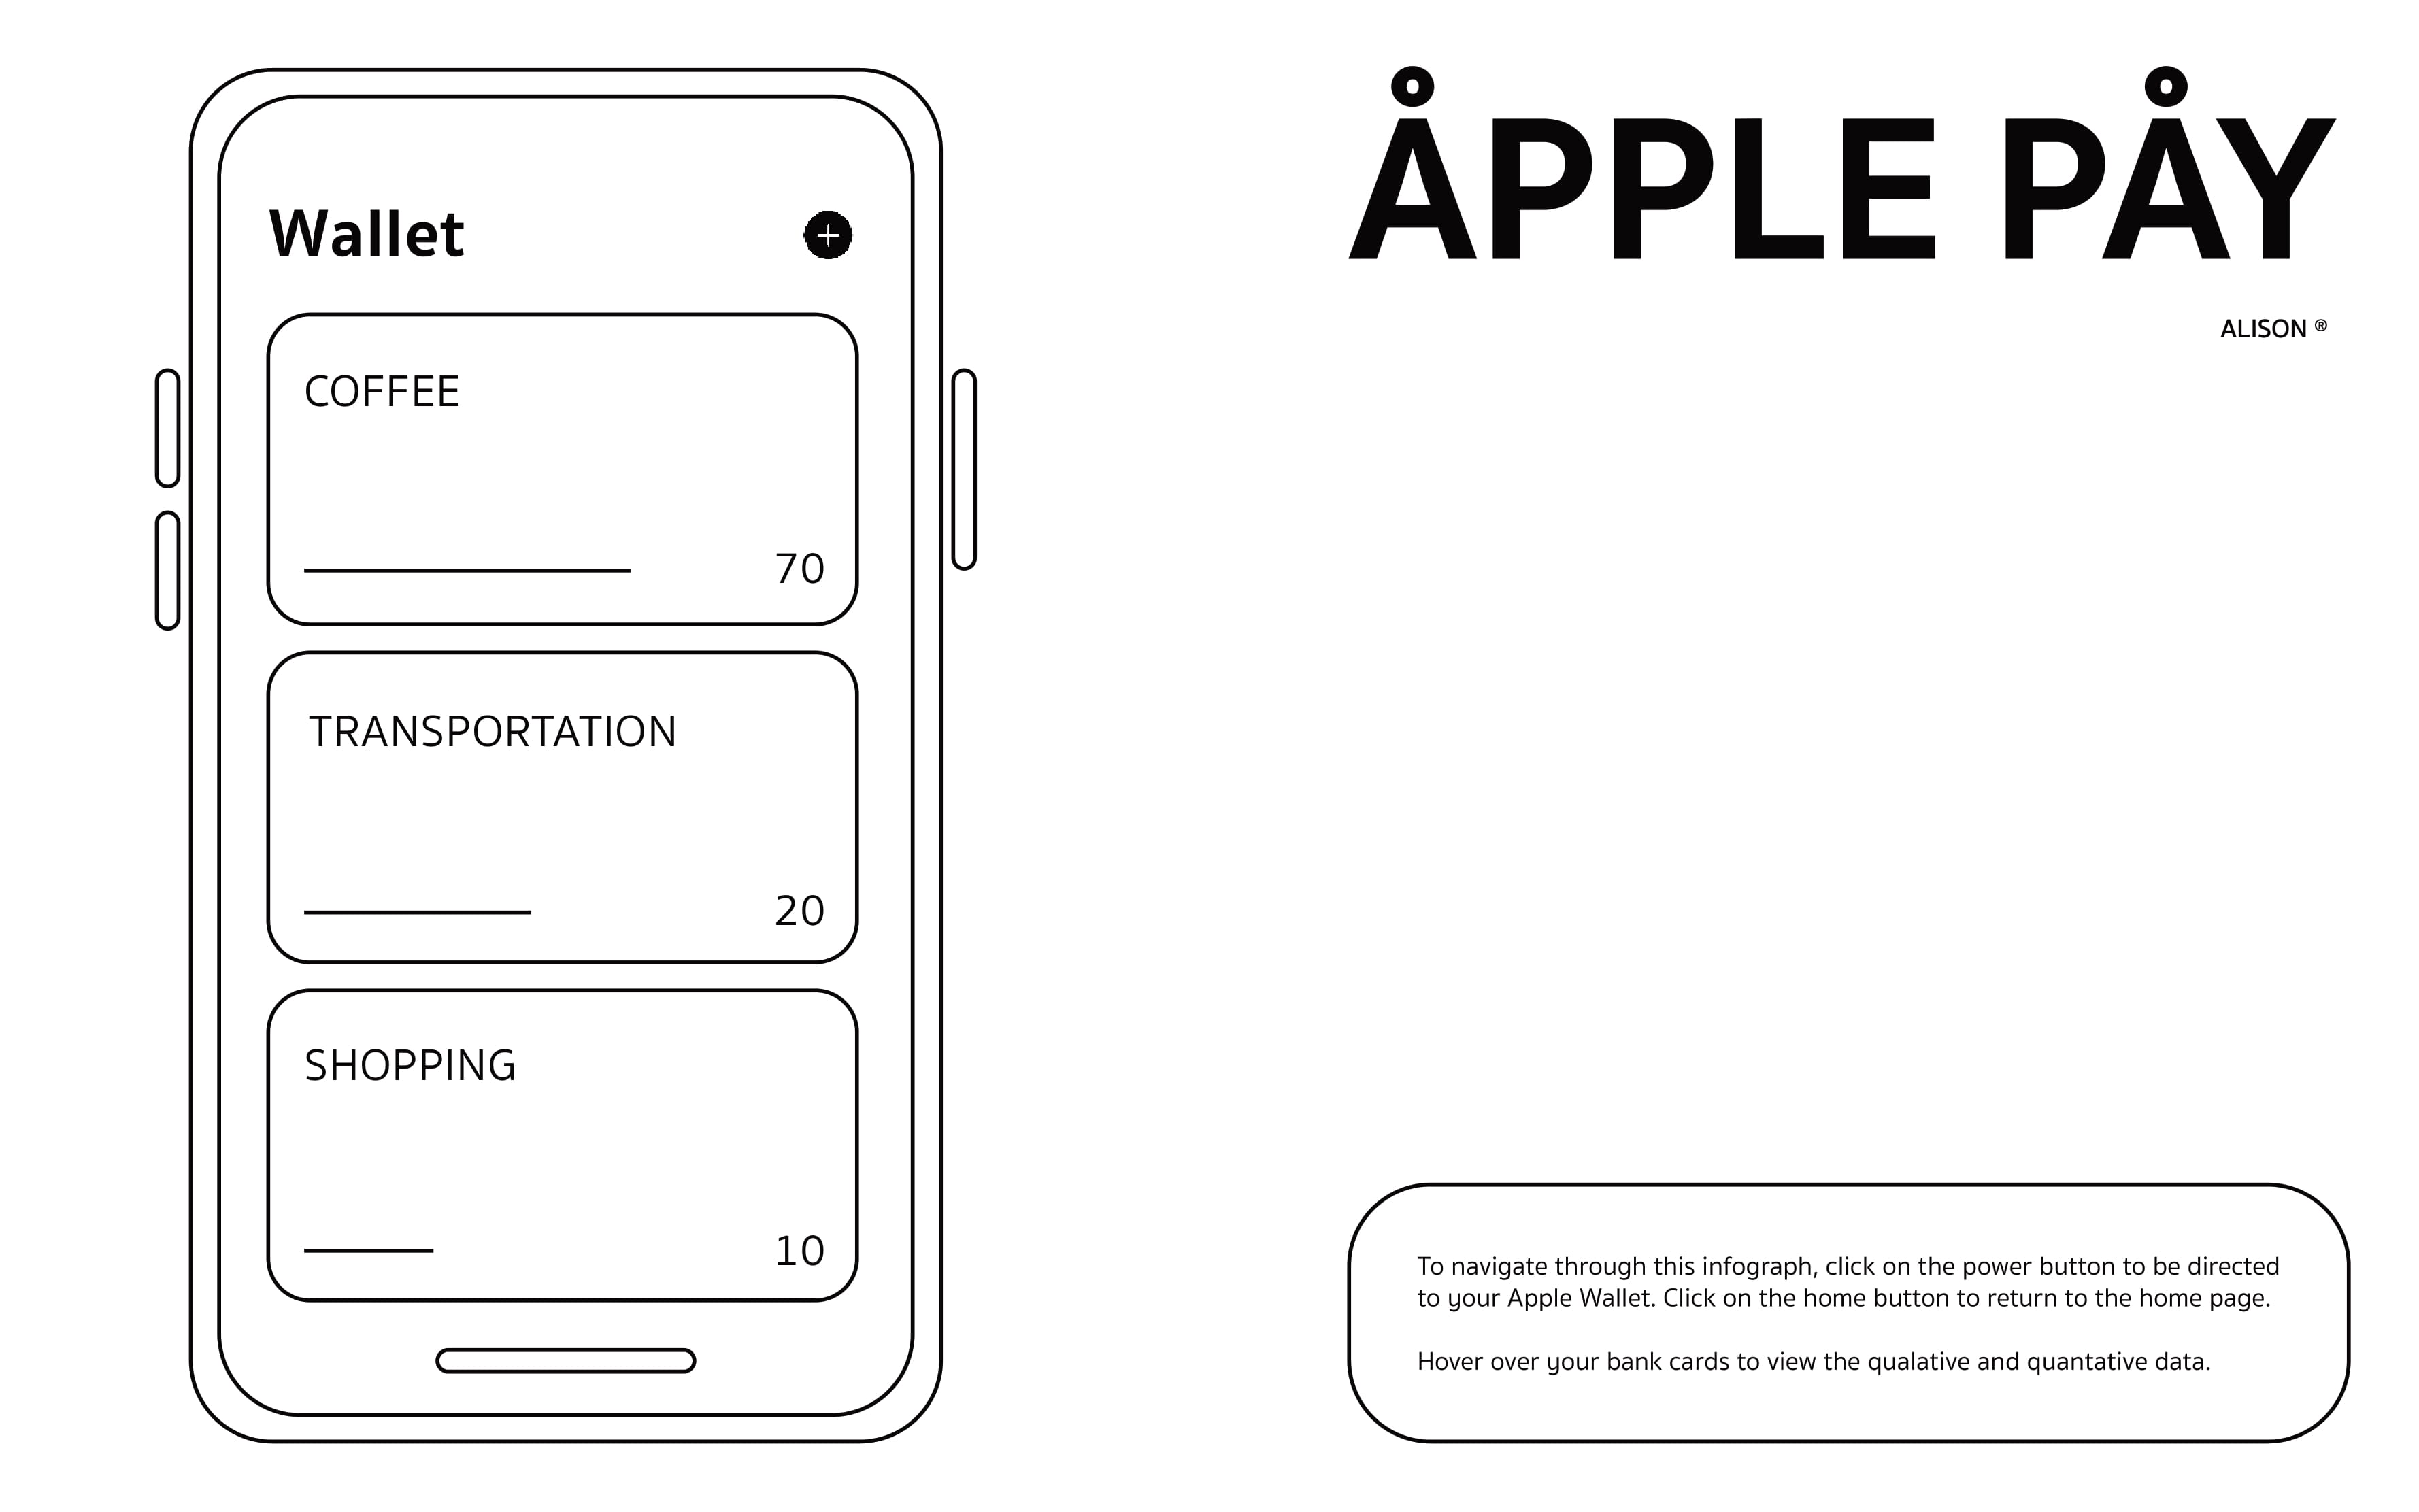 Wallet
COFFEE
70
TRANSPORTATION
20
SHOPPING
10
ÅPPLE PÅY
ALISON ®
To navigate through this infograph, click on the power button to be directed
to your Apple Wallet. Click on the home button to return to the home page.
Hover over your bank cards to view the qualative and quantative data.